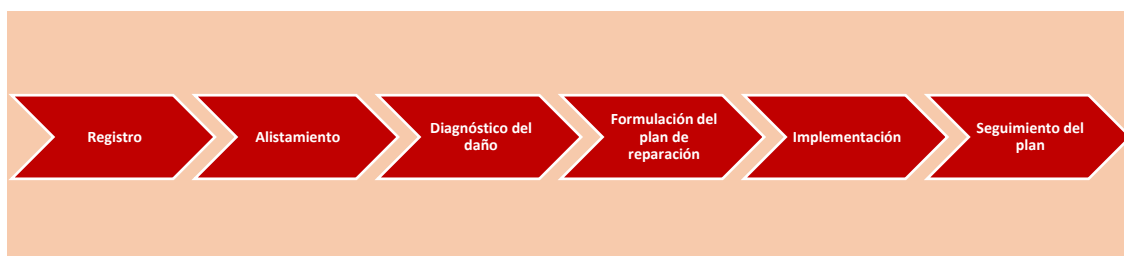 Registro
Alistamiento
Diagnóstico del
daño
Formulación del
plan de
reparación
Implementación
Seguimiento del
plan